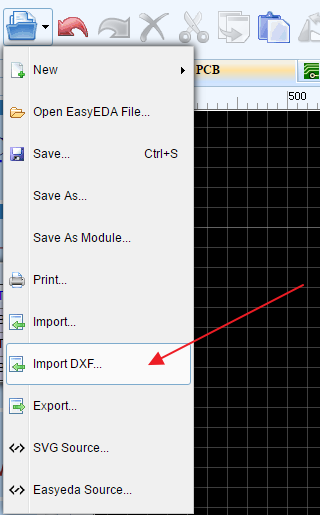 New
PCB
500
Open EasyEDA File...
Save... Ctrl+S
Save As...
Save As Module...
Print...
Import...
Import DXF...
Export...
SVG Source...
Easyeda Source...